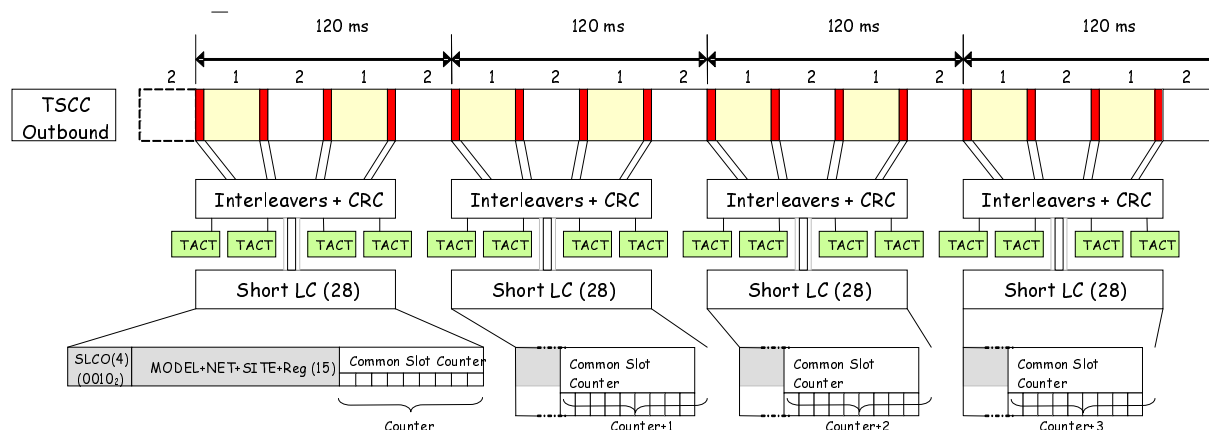 120 ms 120 ms 120 ms 120 ms
2 1 2 1 2 1 2 1 2 1 2 1 2 1 2 1 2
TSCC
Outbound
Interleavers + CRC Interleavers + CRC Interleavers + CRC Interleavers + CRC
TACT TACT TACT TACT TACT TACT TACT TACT TACT TACT TACT TACT TACT TACT TACT TACT
Short LC (28) Short LC (28) Short LC (28) Short LC (28)
SLCO(4)
(0010₂)
MODEL+NET+SITE+Reg (15)
Common Slot Counter
Common Slot
Counter
Common Slot
Counter
Common Slot
Counter
Counter Counter+1 Counter+2 Counter+3